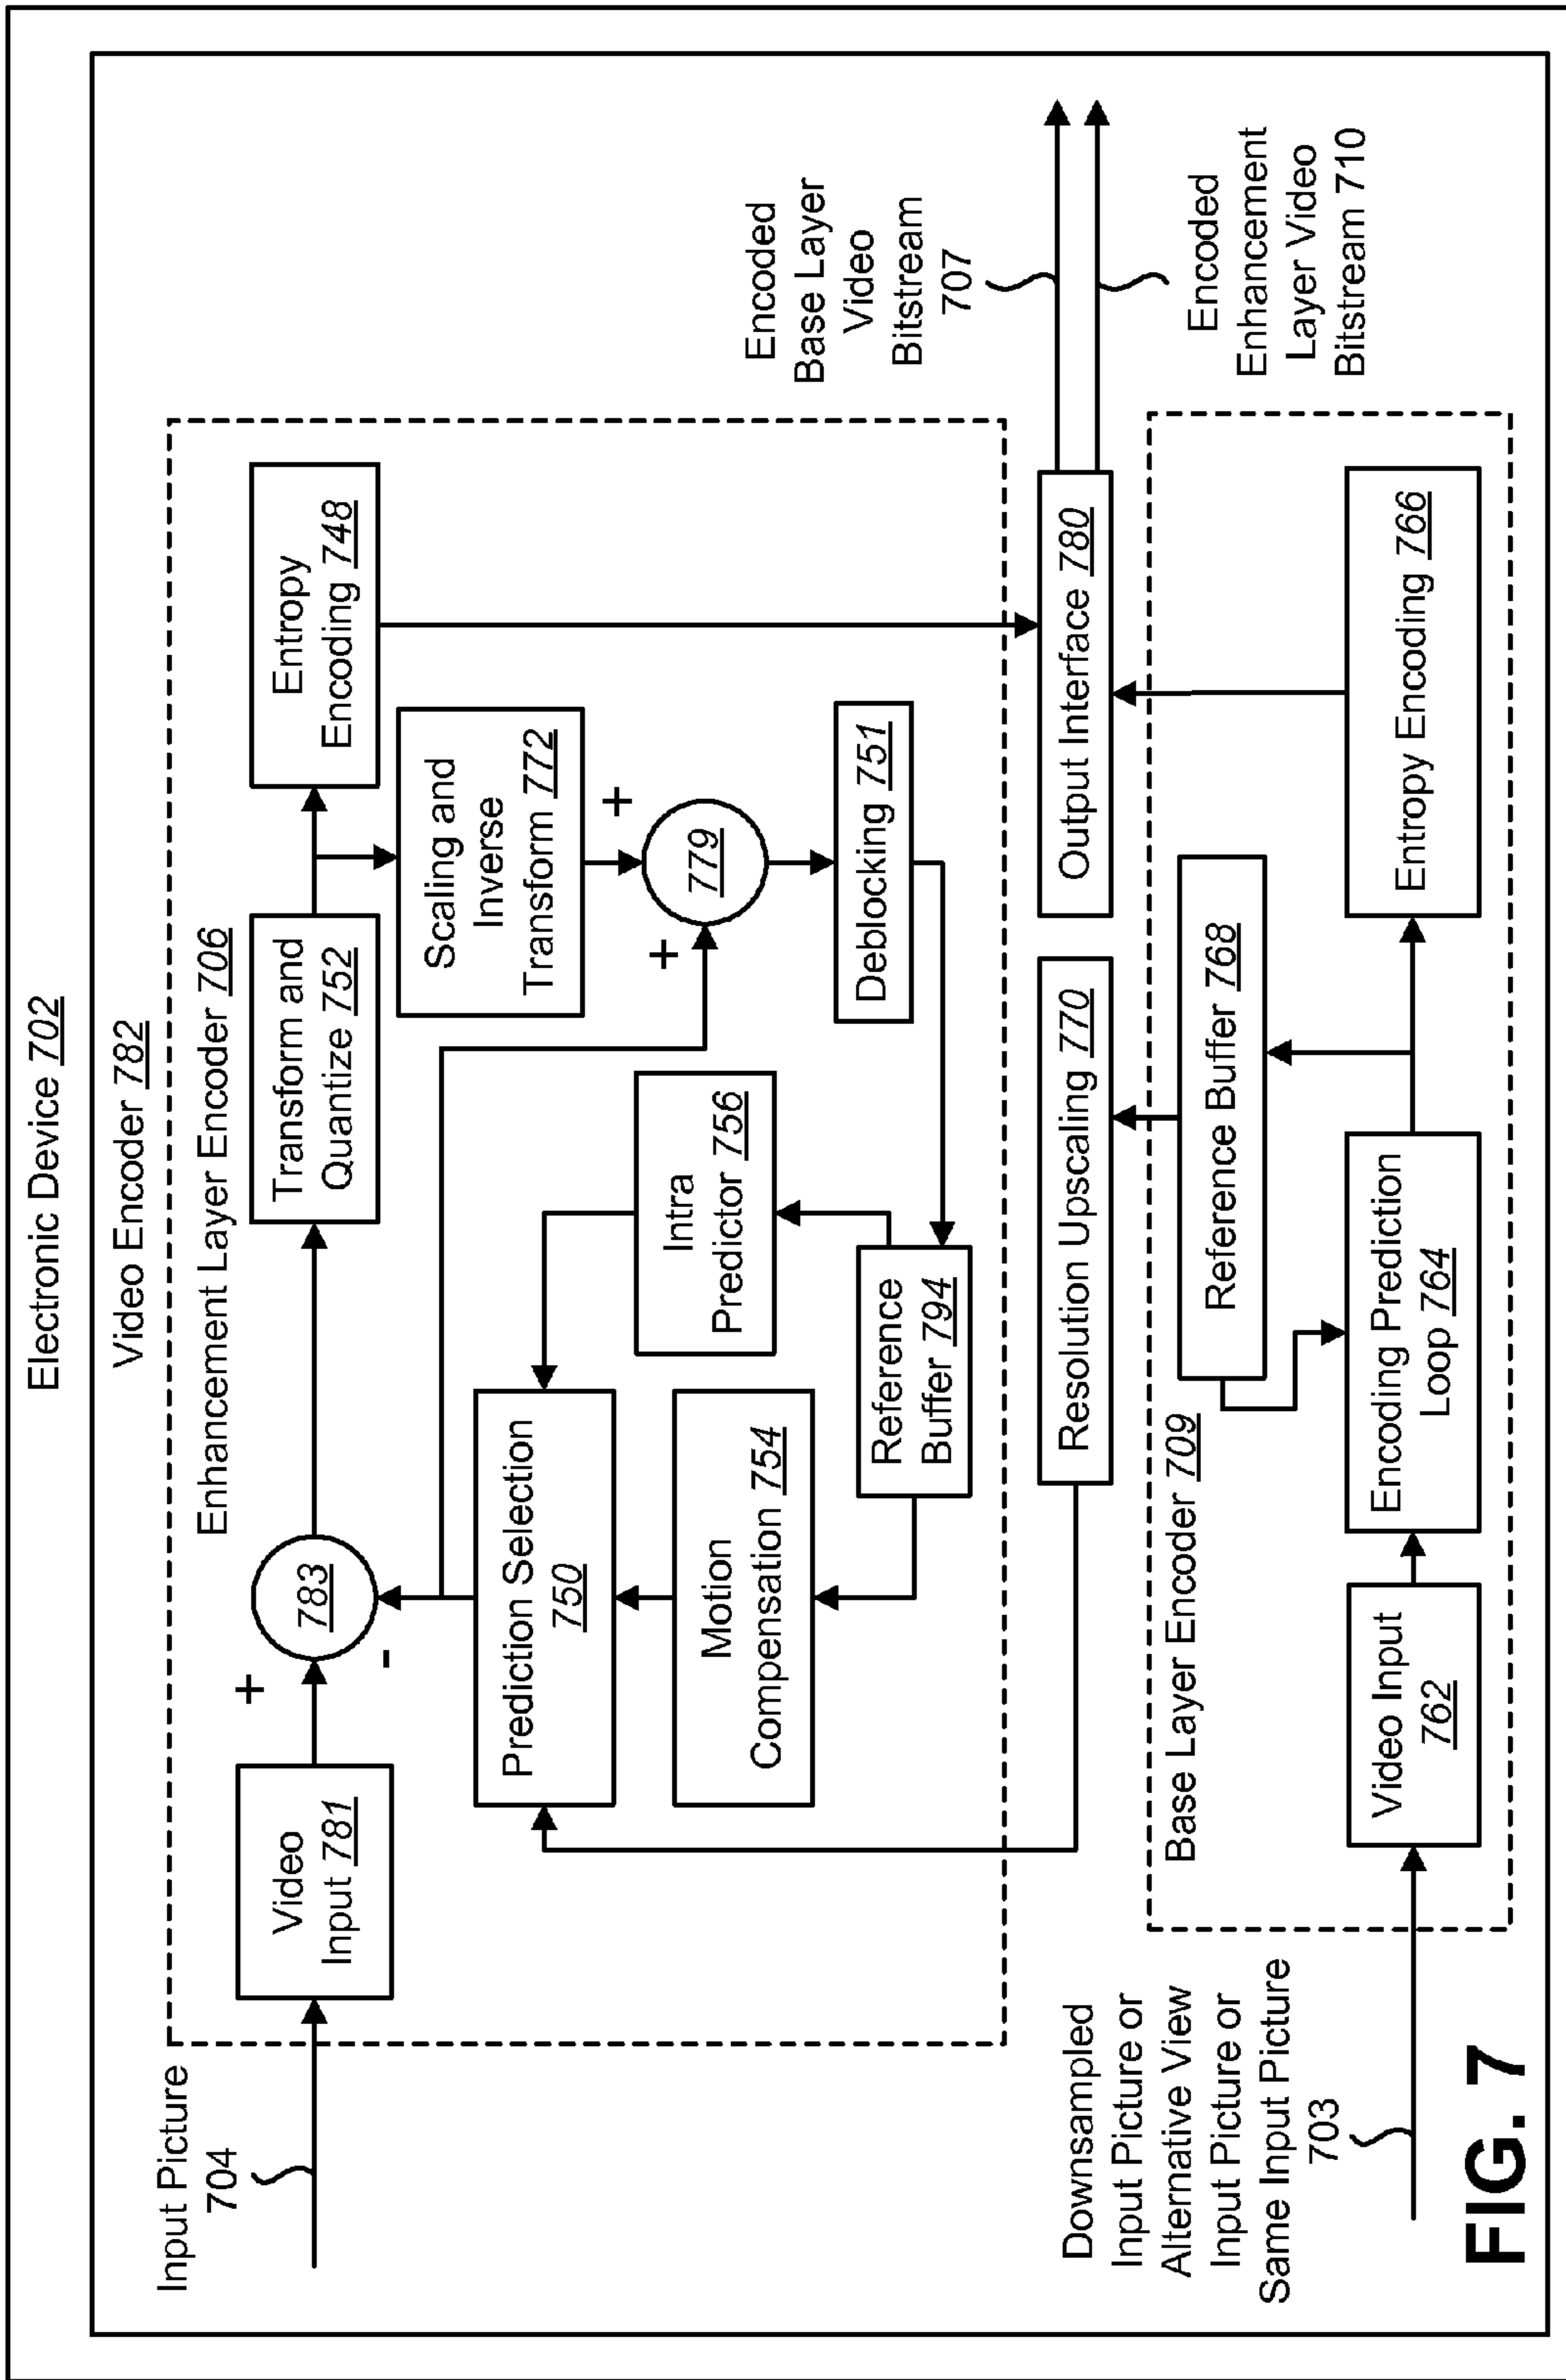 Electronic Device 702
Video Encoder 782
Enhancement Layer Encoder 706
Input Picture
704
Video
Input 781
+
-
783
Transform and
Quantize 752
Entropy
Encoding 748
Scaling and
Inverse
Transform 772
+
+
779
Prediction Selection
750
Intra
Predictor 756
Motion
Compensation 754
Reference
Buffer 794
Deblocking 751
Encoded
Base Layer
Video
Bitstream
707
Resolution Upscaling 770
Output Interface 780
Encoded
Enhancement
Layer Video
Bitstream 710
Downsampled
Input Picture or
Alternative View
Input Picture or
Same Input Picture
703
Base Layer Encoder 709
Reference Buffer 768
Video Input
762
Encoding Prediction
Loop 764
Entropy Encoding 766
FIG. 7